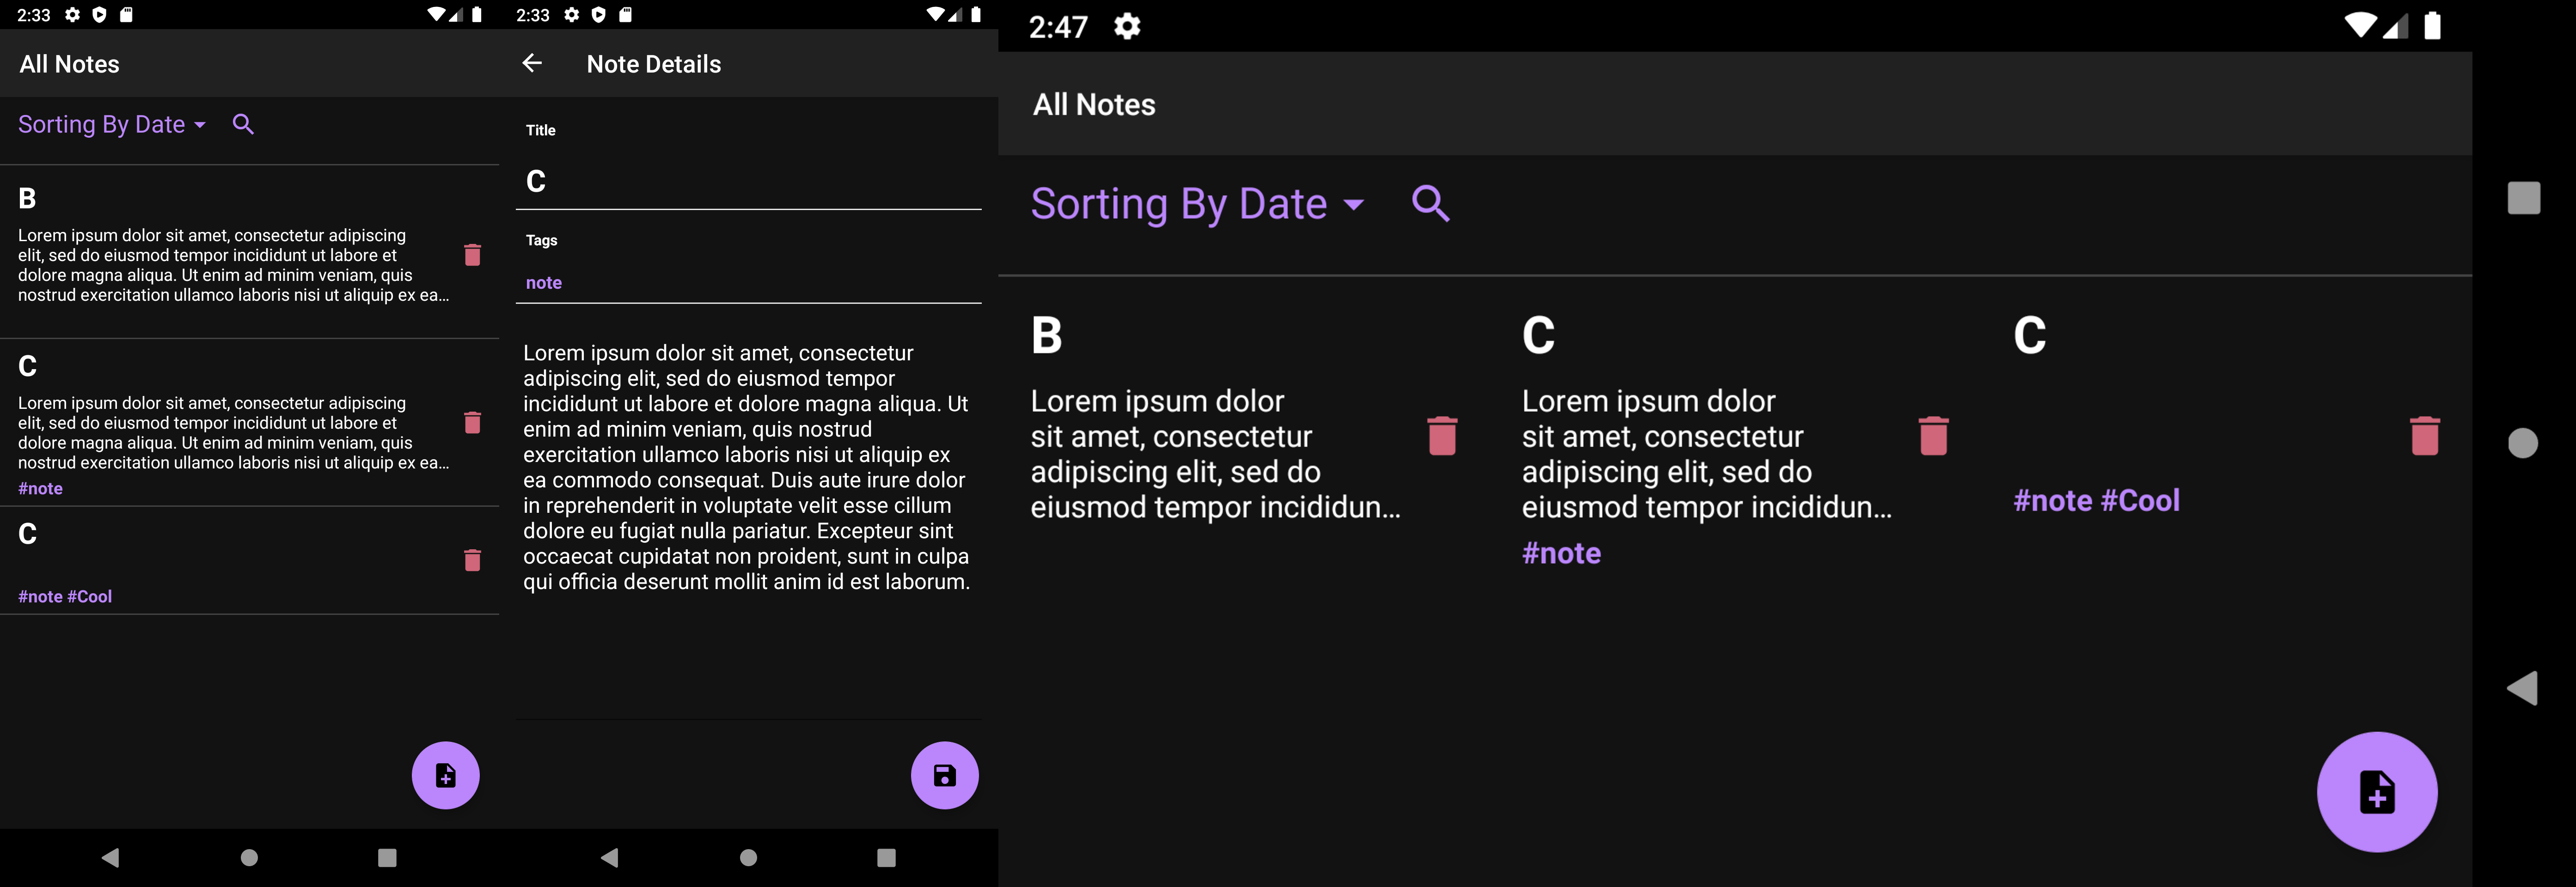 2:33
All Notes
Sorting By Date
B
Lorem ipsum dolor sit amet, consectetur adipiscing
elit, sed do eiusmod tempor incididunt ut labore et
dolore magna aliqua. Ut enim ad minim veniam, quis
nostrud exercitation ullamco laboris nisi ut aliquip ex ea...
C
Lorem ipsum dolor sit amet, consectetur adipiscing
elit, sed do eiusmod tempor incididunt ut labore et
dolore magna aliqua. Ut enim ad minim veniam, quis
nostrud exercitation ullamco laboris nisi ut aliquip ex ea...
#note
C
#note #Cool
2:33
Note Details
Title
C
Tags
note
Lorem ipsum dolor sit amet, consectetur
adipiscing elit, sed do eiusmod tempor
incididunt ut labore et dolore magna aliqua. Ut
enim ad minim veniam, quis nostrud
exercitation ullamco laboris nisi ut aliquip ex
ea commodo consequat. Duis aute irure dolor
in reprehenderit in voluptate velit esse cillum
dolore eu fugiat nulla pariatur. Excepteur sint
occaecat cupidatat non proident, sunt in culpa
qui officia deserunt mollit anim id est laborum.
2:47
All Notes
Sorting By Date
B
Lorem ipsum dolor
sit amet, consectetur
adipiscing elit, sed do
eiusmod tempor incididun...
C
Lorem ipsum dolor
sit amet, consectetur
adipiscing elit, sed do
eiusmod tempor incididun...
#note
C
#note #Cool